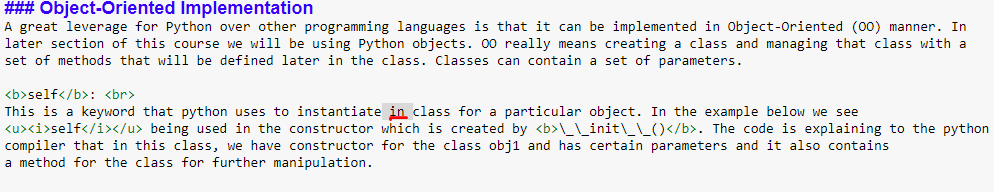 ### Object-Oriented Implementation
A great leverage for Python over other programming languages is that it can be implemented in Object-Oriented (OO) manner. In
later section of this course we will be using Python objects. OO really means creating a class and managing that class with a
set of methods that will be defined later in the class. Classes can contain a set of parameters.
<b>self</b>: <br>
This is a keyword that python uses to instantiate in class for a particular object. In the example below we see
<u><i>self</i></u> being used in the constructor which is created by <b>\_\_init\_\_()</b>. The code is explaining to the python
compiler that in this class, we have constructor for the class obj1 and has certain parameters and it also contains
a method for the class for further manipulation.